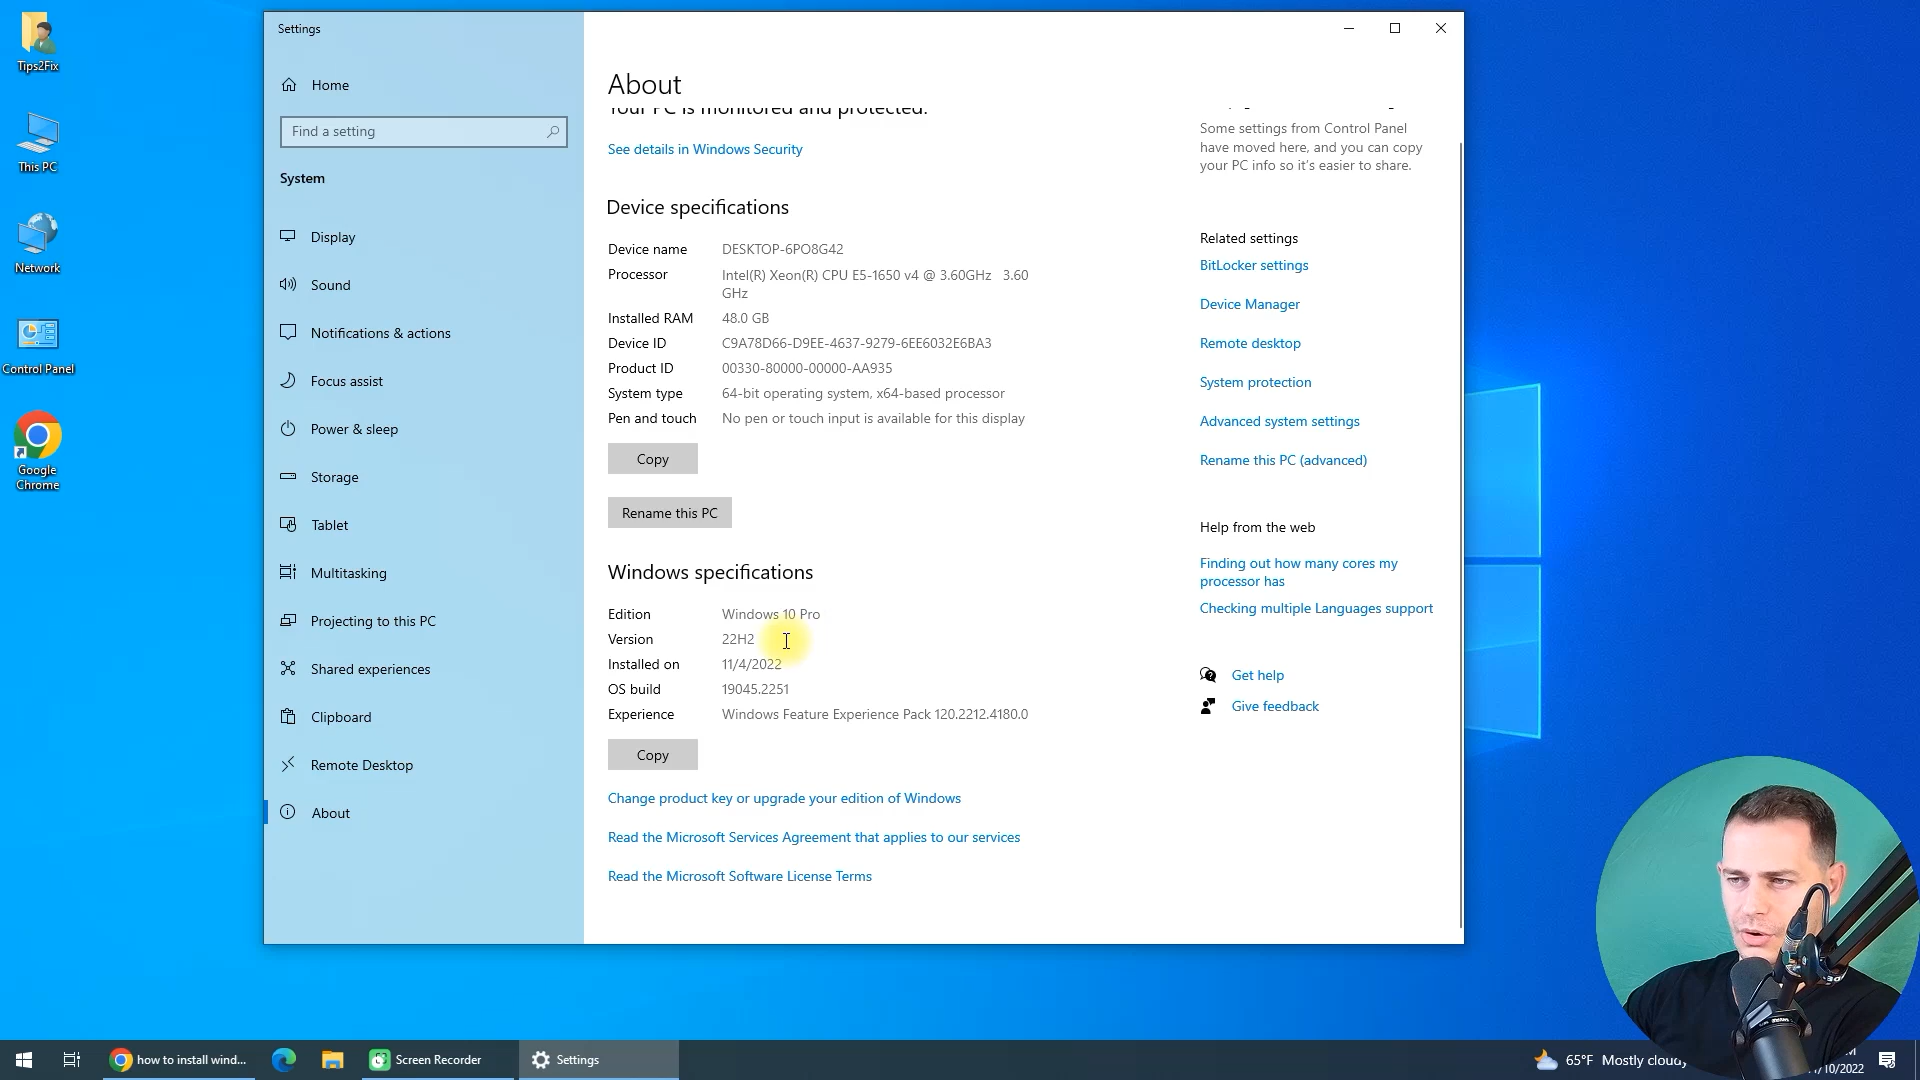 Tips2Fix
This PC
Network
Control Panel
Google
Chrome
Settings
Home
Find a setting
System
Display
Sound
Notifications & actions
Focus assist
Power & sleep
Storage
Tablet
Multitasking
Projecting to this PC
Shared experiences
Clipboard
Remote Desktop
About
About
Your PC is monitored and protected.
See details in Windows Security
Device specifications
Device name DESKTOP-6PO8G42
Processor Intel(R) Xeon(R) CPU E5-1650 v4 @ 3.60GHz 3.60
GHz
Installed RAM 48.0 GB
Device ID C9A78D66-D9EE-4637-9279-6EE6032E6BA3
Product ID 00330-80000-00000-AA935
System type 64-bit operating system, x64-based processor
Pen and touch No pen or touch input is available for this display
Copy
Rename this PC
Windows specifications
Edition Windows 10 Pro
Version 22H2
Installed on 11/4/2022
OS build 19045.2251
Experience Windows Feature Experience Pack 120.2212.4180.0
Copy
Change product key or upgrade your edition of Windows
Read the Microsoft Services Agreement that applies to our services
Read the Microsoft Software License Terms
Some settings from Control Panel
have moved here, and you can copy
your PC info so it's easier to share.
Related settings
BitLocker settings
Device Manager
Remote desktop
System protection
Advanced system settings
Rename this PC (advanced)
Help from the web
Finding out how many cores my
processor has
Checking multiple Languages support
Get help
Give feedback
how to install wind...
Screen Recorder
Settings
65°F Mostly cloudy
/10/2022